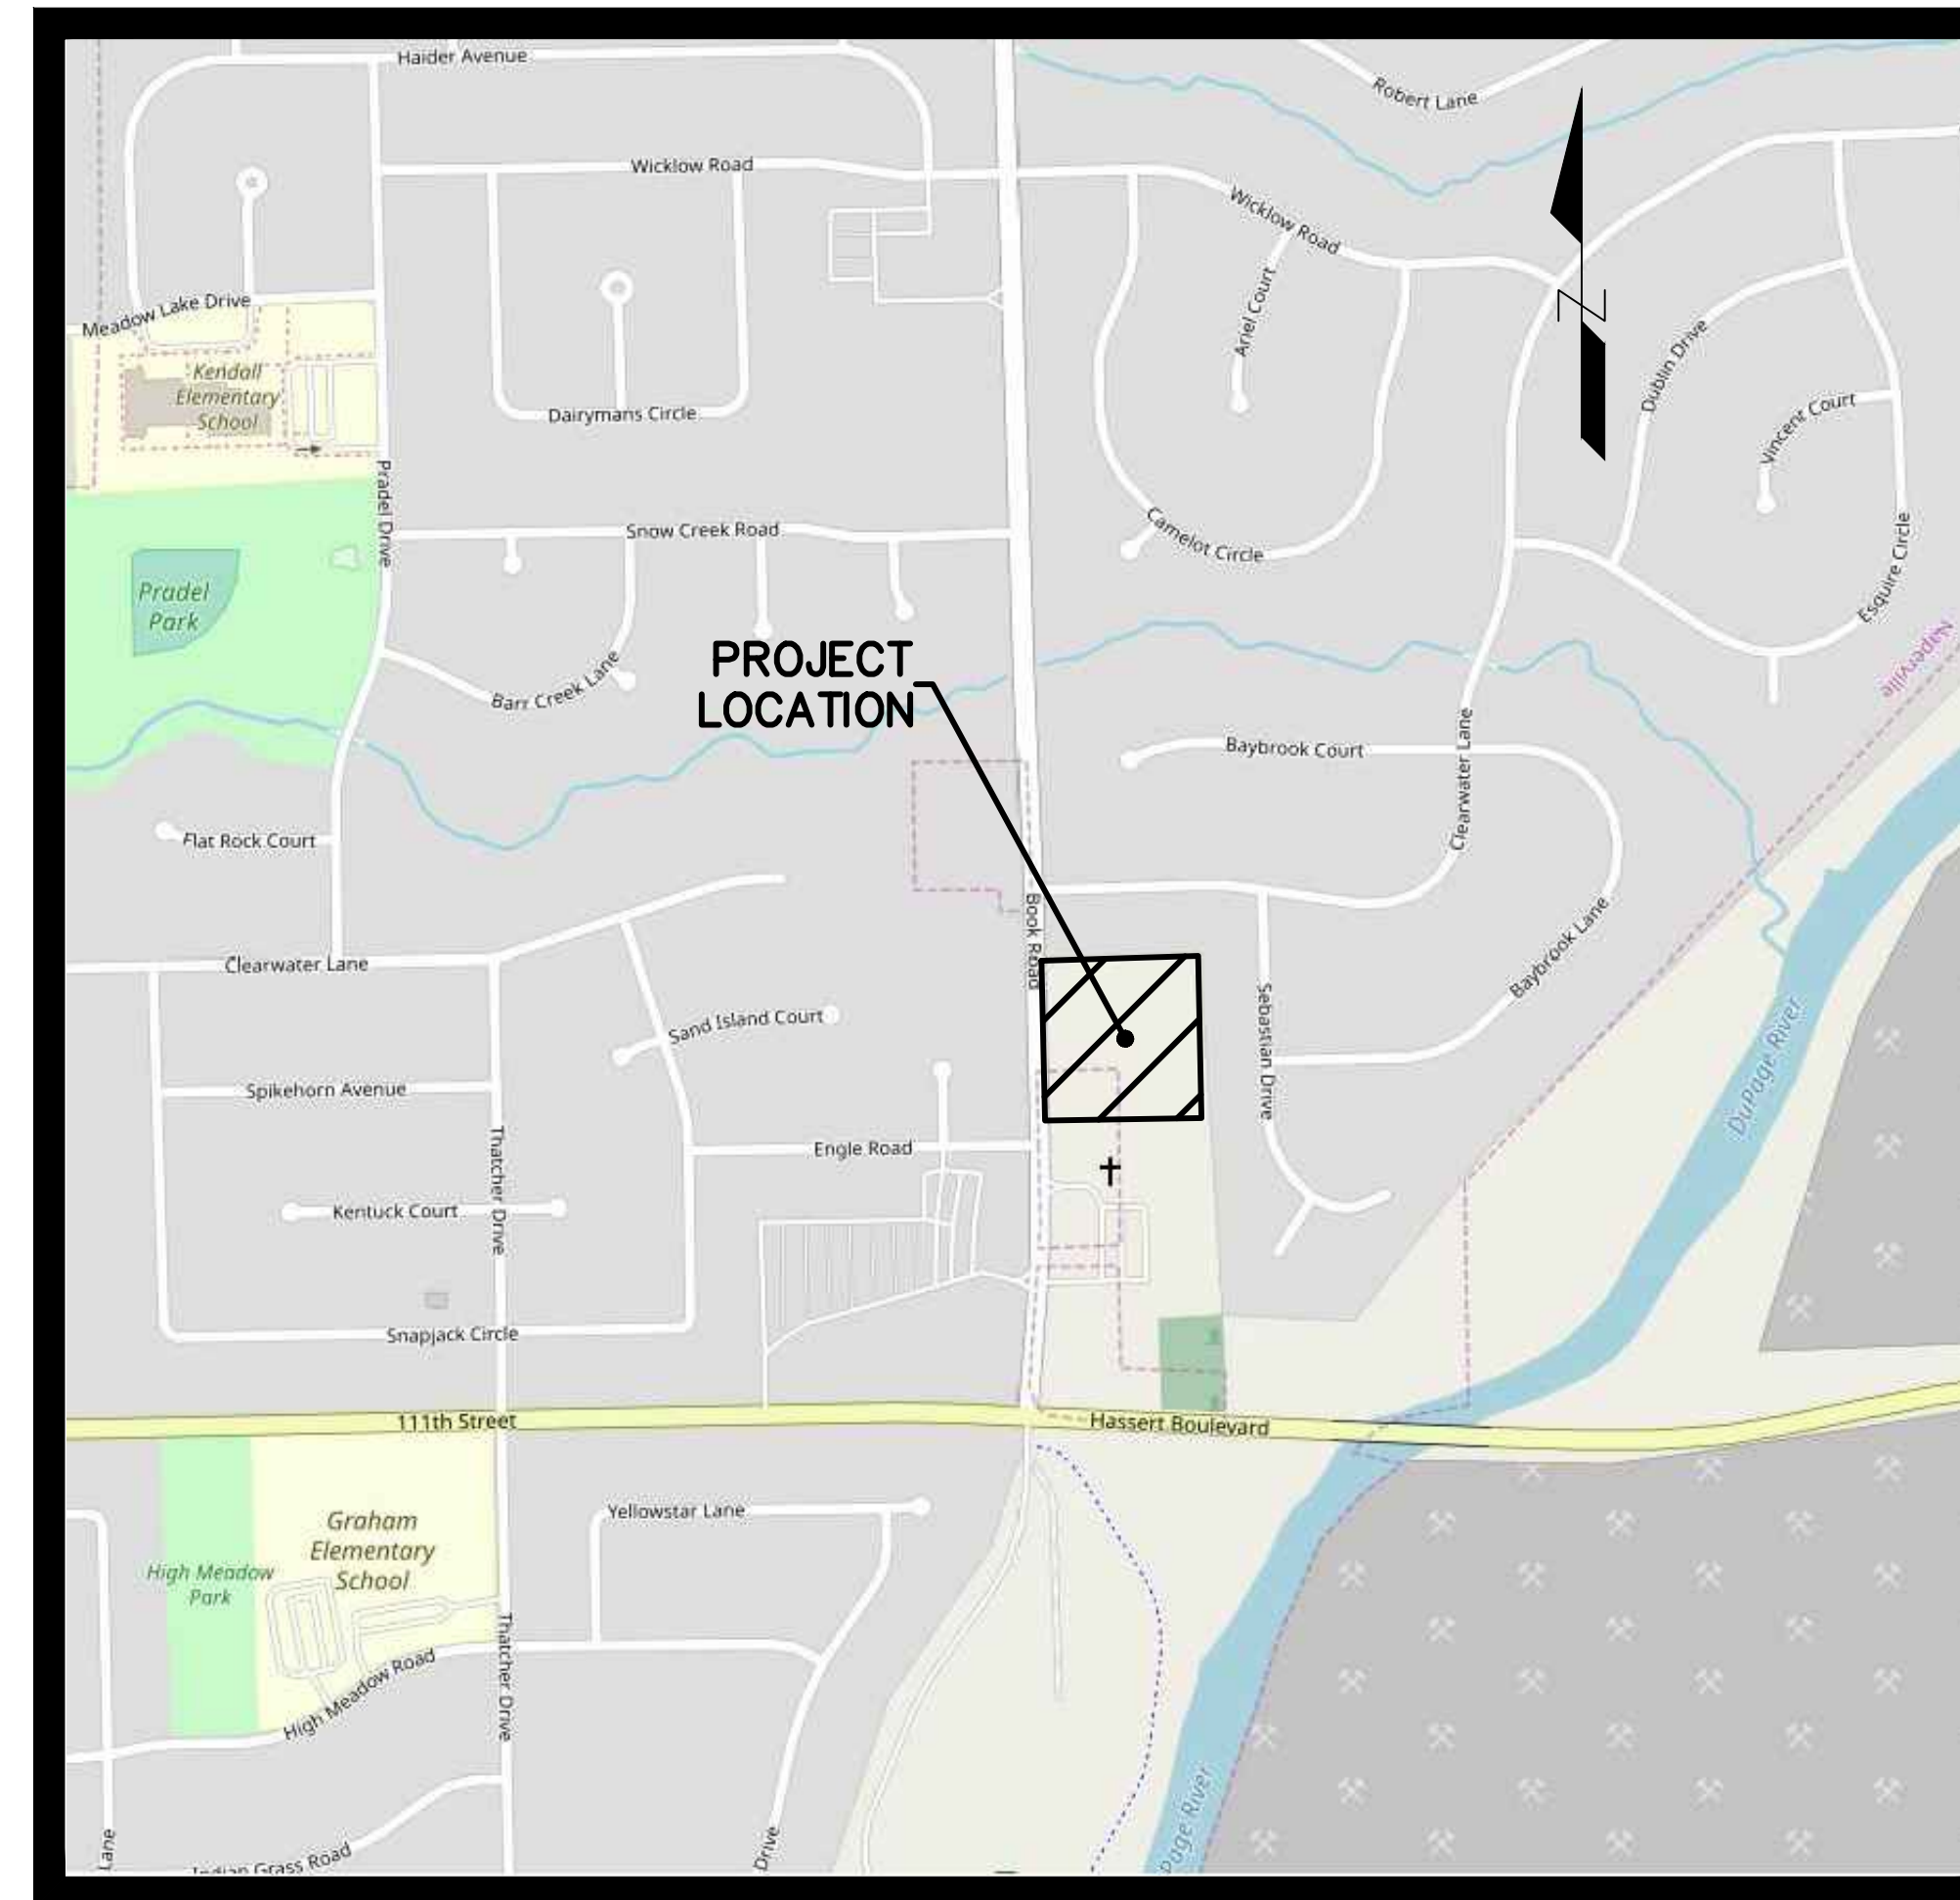 Haider Avenue
Robert Lane
Wicklow Road
Wicklow Road
Ariel Court
N
Meadow Lake Drive
Dublin Drive
Kendall
Elementary
School
Dairymans Circle
Vincent Court
Pradel Drive
Snow Creek Road
Camelot Circle
Esquire Circle
Pradel
Park
Naperville
PROJECT
LOCATION
Barr Creek Lane
Baybrook Court
Clearwater Lane
Flat Rock Court
Book Road
Baybrook Lane
Clearwater Lane
Sand Island Court
Sebastian Drive
DuPage River
Spikehorn Avenue
Thatcher Drive
Engle Road
Kentuck Court
Snapjack Circle
111th Street
Hassert Boulevard
Yellowstar Lane
Graham
Elementary
School
High Meadow
Park
Thatcher Drive
High Meadow Road
Page River
Lane
Indian Grass Road
Drive